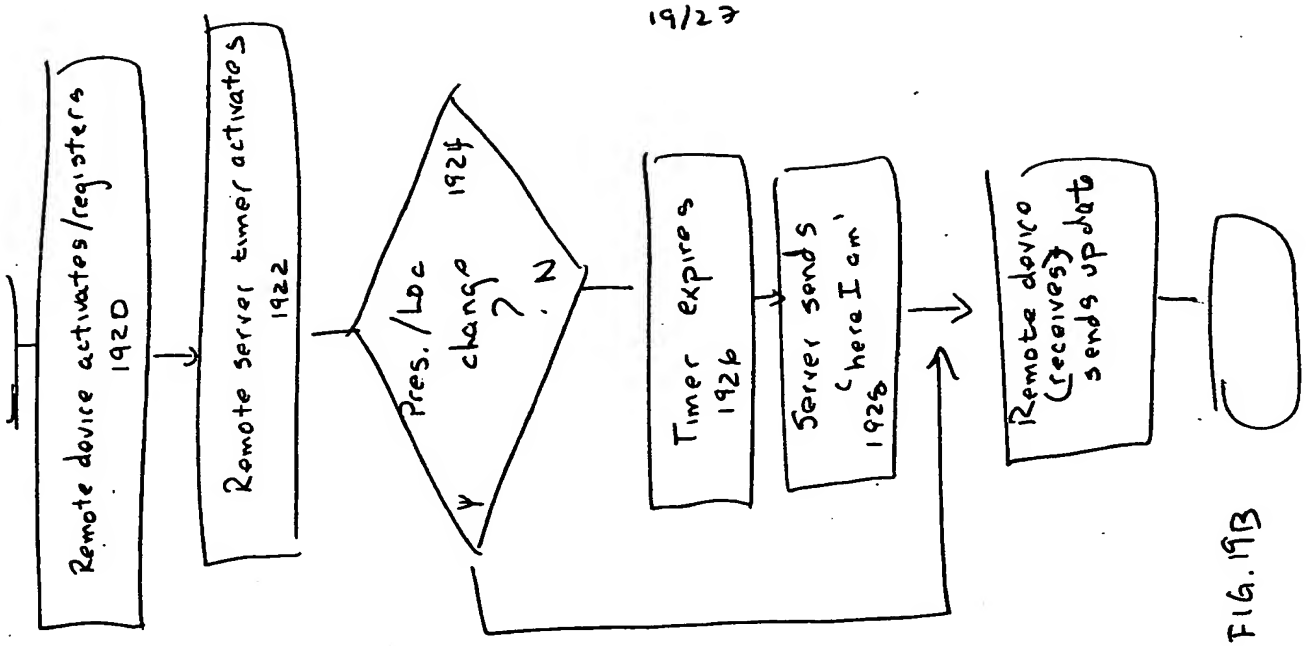 19/27
Remote device activates/registers
1920
Remote server timer activates
1922
Pres./Loc
change
?
1924
Y
N
Timer expires
1926
Server sends
'here I am'
1928
Remote device
(receives)
sends update
FIG. 19B